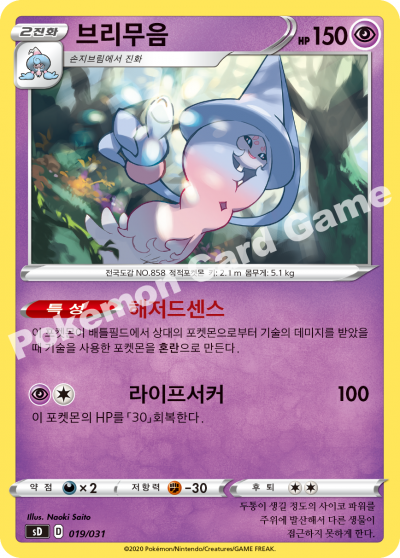 2진화
브리무음
HP 150
손지브림에서 진화
전국도감 NO.858 적적포켓몬 키: 2.1 m 몸무게: 5.1 kg
특성 해저드센스
이 포켓몬이 배틀필드에서 상대의 포켓몬으로부터 기술의 데미지를 받았을
때 기술을 사용한 포켓몬을 혼란으로 만든다.
라이프서커 100
이 포켓몬의 HP를 「30」회복한다.
약점 ×2 저항력 -30 후퇴
Illus. Naoki Saito
sD D 019/031
두통이 생길 정도의 사이코 파워를
주위에 발산해서 다른 생물이
접근하지 못하게 한다.
©2020 Pokémon/Nintendo/Creatures/GAME FREAK.
Pokémon Card Game